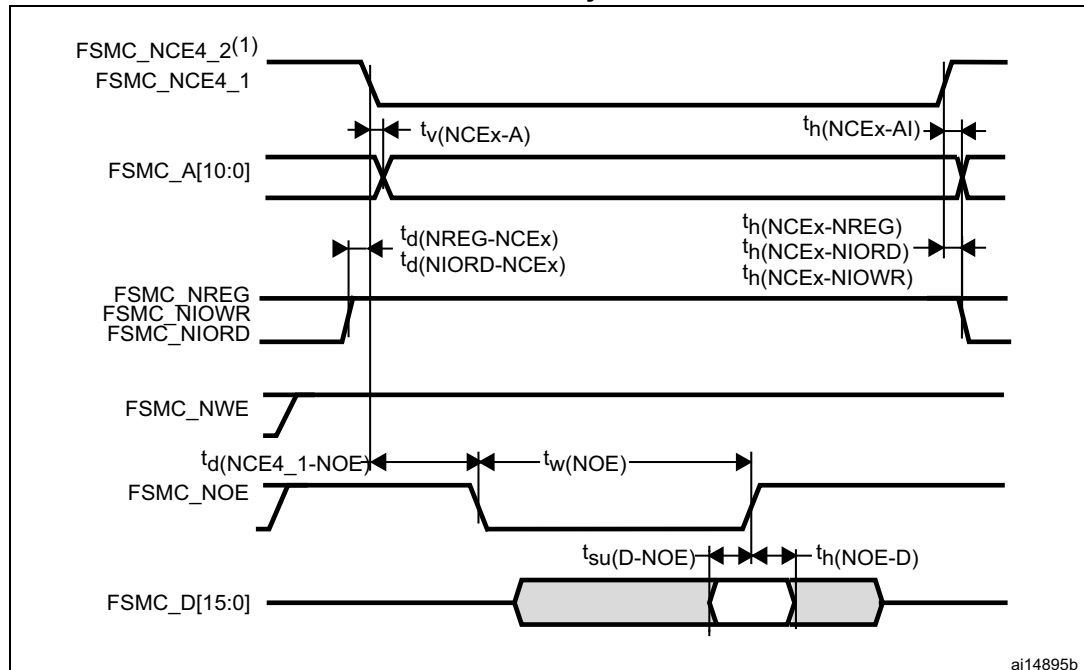 FSMC_NCE4_2(1)
FSMC_NCE4_1
tv(NCEx-A)
th(NCEx-AI)
FSMC_A[10:0]
td(NREG-NCEx)
td(NIORD-NCEx)
th(NCEx-NREG)
th(NCEx-NIORD)
th(NCEx-NIOWR)
FSMC_NREG
FSMC_NIOWR
FSMC_NIORD
FSMC_NWE
td(NCE4_1-NOE)
tw(NOE)
FSMC_NOE
tsu(D-NOE)
th(NOE-D)
FSMC_D[15:0]
ai14895b